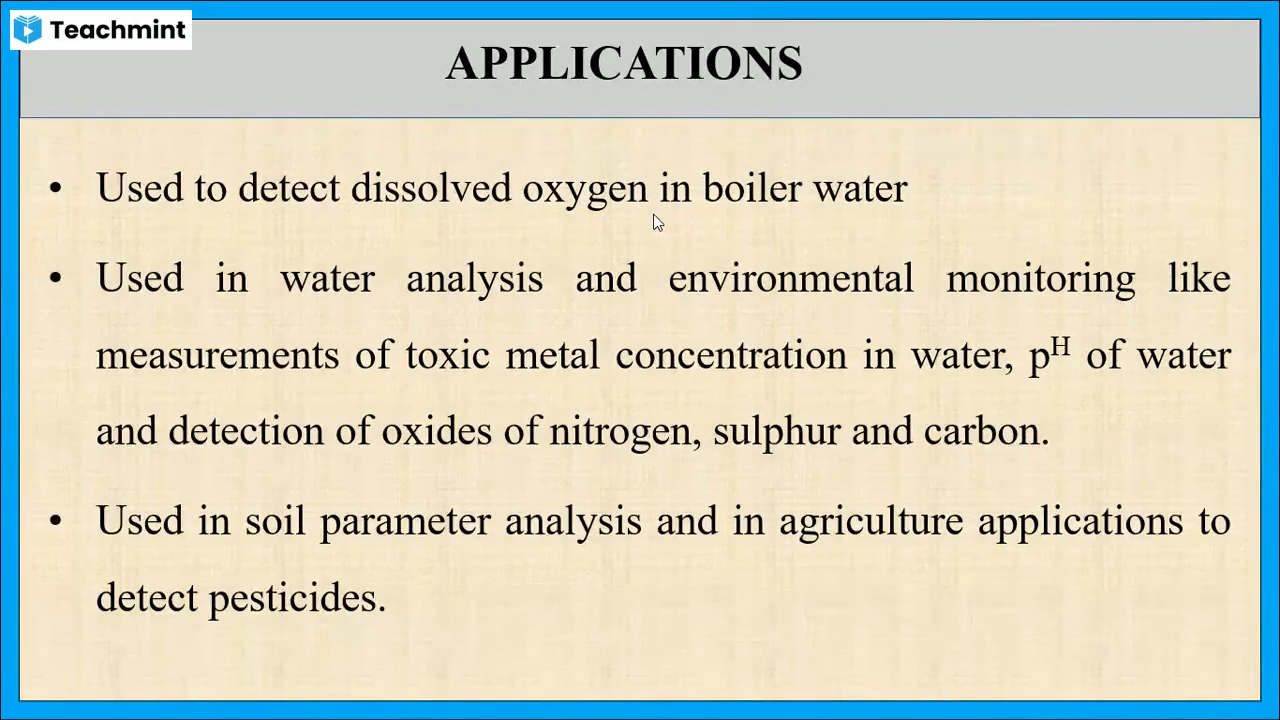 Teachmint
APPLICATIONS
• Used to detect dissolved oxygen in boiler water
• Used in water analysis and environmental monitoring like
measurements of toxic metal concentration in water, p^H of water
and detection of oxides of nitrogen, sulphur and carbon.
• Used in soil parameter analysis and in agriculture applications to
detect pesticides.